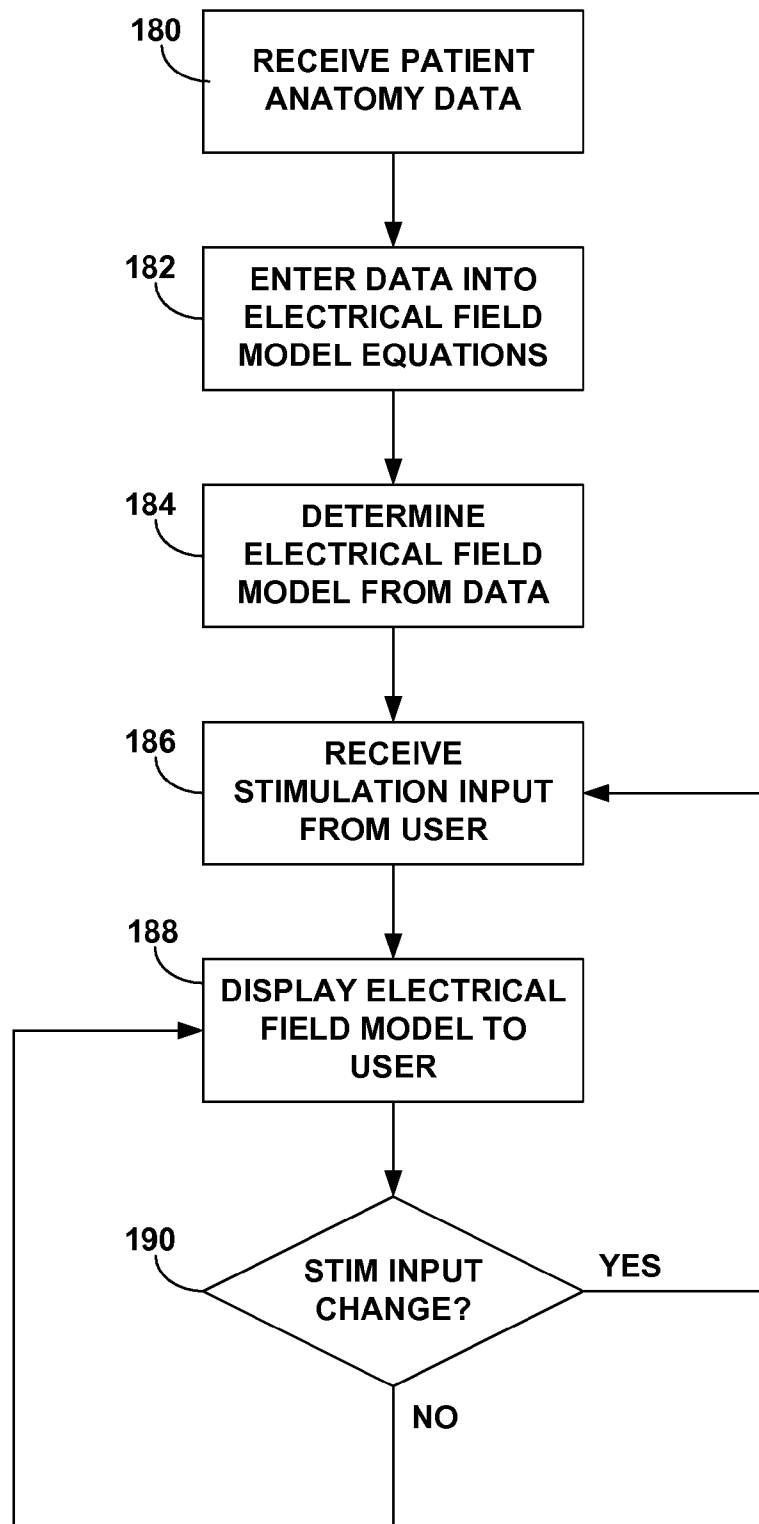 180
RECEIVE PATIENT
ANATOMY DATA
182
ENTER DATA INTO
ELECTRICAL FIELD
MODEL EQUATIONS
184
DETERMINE
ELECTRICAL FIELD
MODEL FROM DATA
186
RECEIVE
STIMULATION INPUT
FROM USER
188
DISPLAY ELECTRICAL
FIELD MODEL TO
USER
190
STIM INPUT
CHANGE?
YES
NO